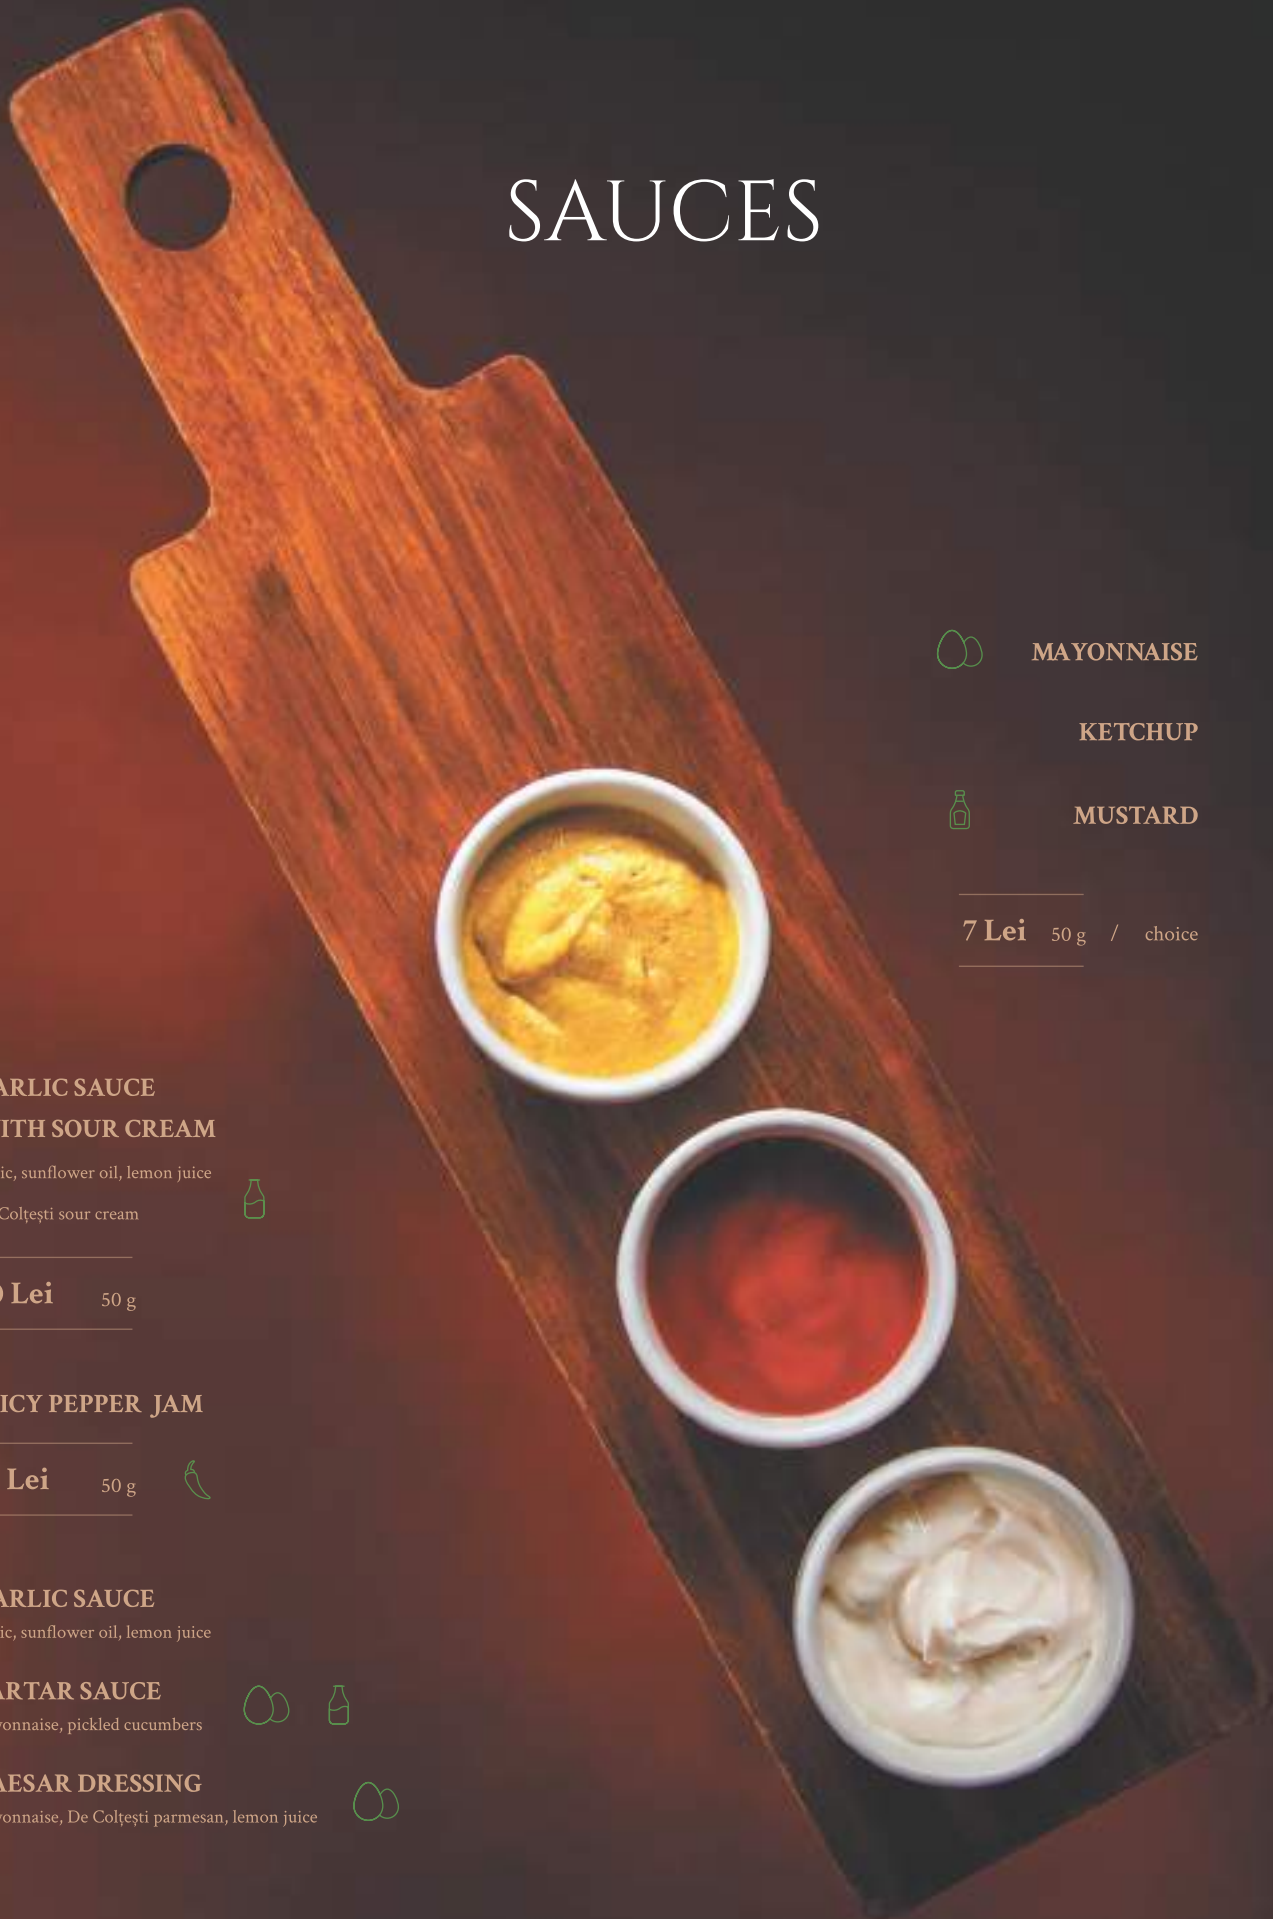 SAUCES
MAYONNAISE
KETCHUP
MUSTARD
7 Lei 50 g / choice
ARLIC SAUCE
ITH SOUR CREAM
ic, sunflower oil, lemon juice
Colțești sour cream
Lei 50 g
ICY PEPPER JAM
Lei 50 g
ARLIC SAUCE
ic, sunflower oil, lemon juice
ARTAR SAUCE
yonnaise, pickled cucumbers
AESAR DRESSING
yonnaise, De Colțești parmesan, lemon juice